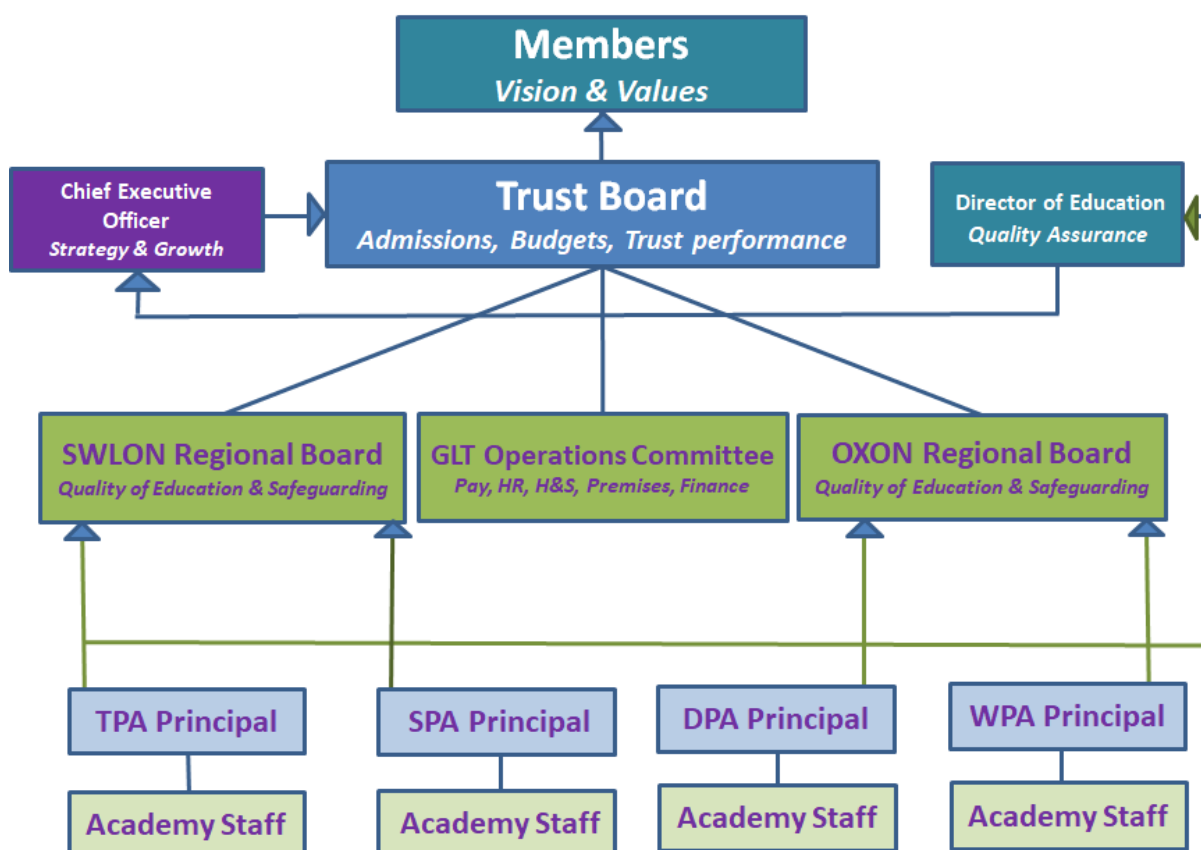 Members
Vision & Values
Chief Executive
Officer
Strategy & Growth
Trust Board
Admissions, Budgets, Trust performance
Director of Education
Quality Assurance
SWLON Regional Board
Quality of Education & Safeguarding
GLT Operations Committee
Pay, HR, H&S, Premises, Finance
OXON Regional Board
Quality of Education & Safeguarding
TPA Principal
SPA Principal
DPA Principal
WPA Principal
Academy Staff
Academy Staff
Academy Staff
Academy Staff